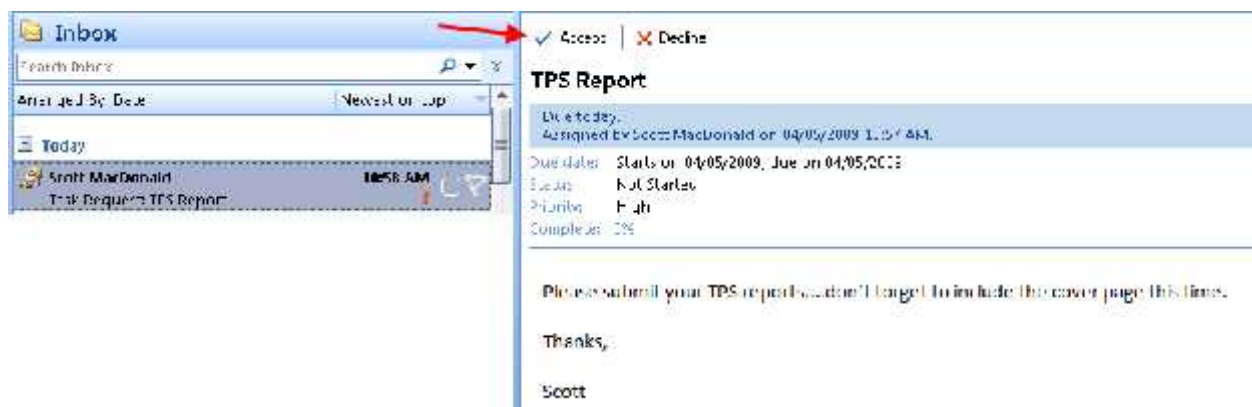 Inbox
Search Inbox
Arranged By: Date
Newest on top
Today
Scott MacDonald
10:58 AM
Task Request: TPS Report
Accept
Decline
TPS Report
Due today.
Assigned by Scott MacDonald on 04/05/2009 10:57 AM.
Due date: Starts on 04/05/2009, due on 04/05/2009
Status: Not Started
Priority: High
Complete: 0%
Please submit your TPS reports....don't forget to include the cover page this time.
Thanks,
Scott